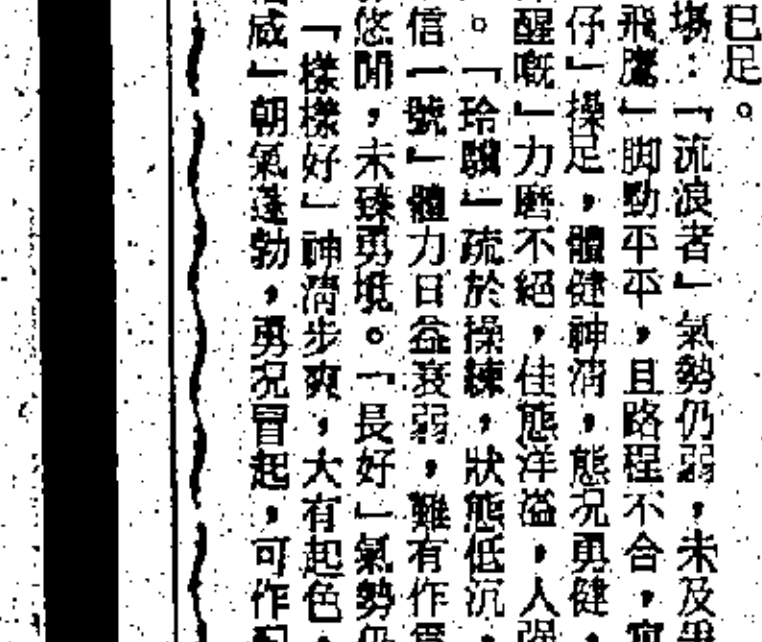 已足。
場：「流浪者」氣勢仍弱，未及
飛鷹」脚勁平平，且路程不合，
仔」操足，體健神清，態況勇健，
醒嘅」力磨不絕，佳態洋溢，人强
。「玲瓏」疏於操練，狀態低沉，
信一號」體力日益衰弱，難有作
悠閒，未臻勇境。「長好」氣勢仍
「樣樣好」神清步爽，大有起色，
威」朝氣蓬勃，勇況冒起，可作配